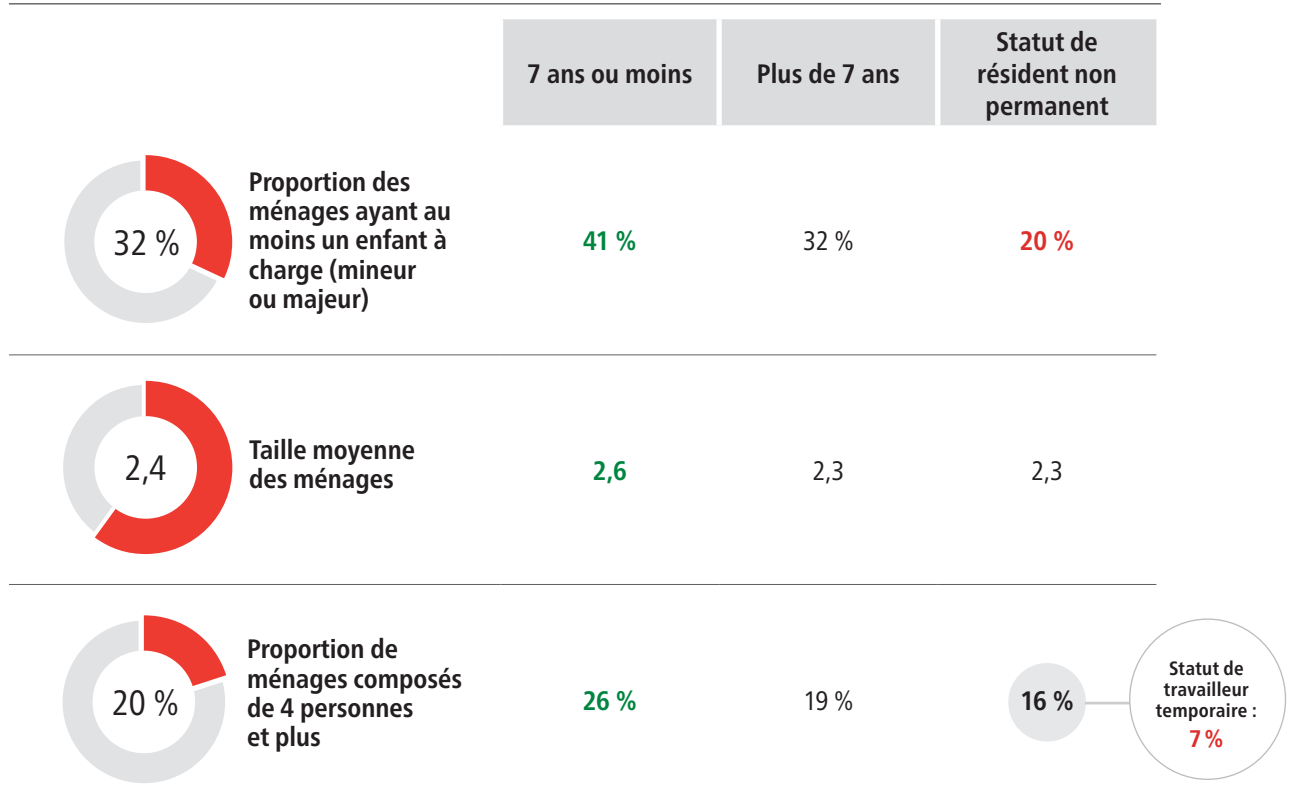 7 ans ou moins
Plus de 7 ans
Statut de
résident non
permanent
32 %
Proportion des
ménages ayant au
moins un enfant à
charge (mineur
ou majeur)
41 %
32 %
20 %
2,4
Taille moyenne
des ménages
2,6
2,3
2,3
20 %
Proportion de
ménages composés
de 4 personnes
et plus
26 %
19 %
16 %
Statut de
travailleur
temporaire :
7 %